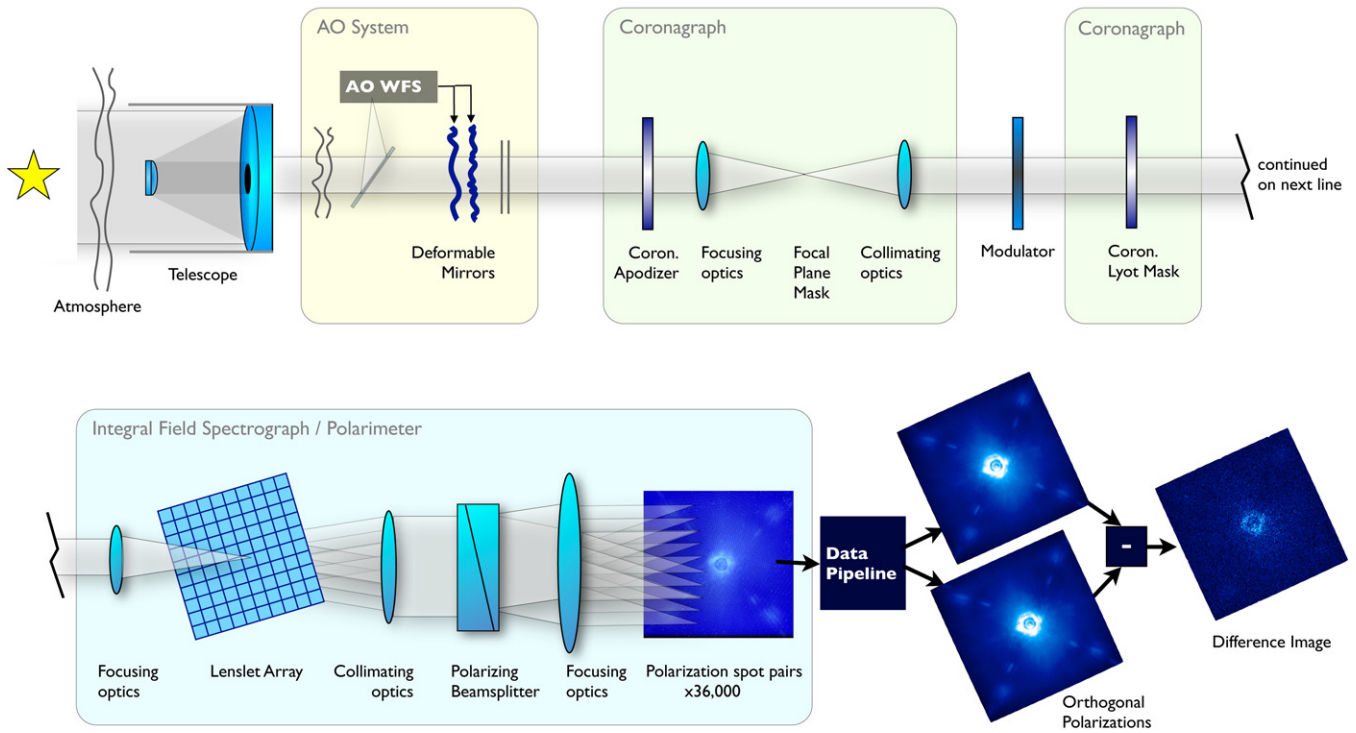 AO System
Coronagraph
Coronagraph
AO WFS
continued
on next line
Telescope
Atmosphere
Deformable
Mirrors
Coron.
Apodizer
Focusing
optics
Focal
Plane
Mask
Collimating
optics
Modulator
Coron.
Lyot Mask
Integral Field Spectrograph / Polarimeter
Data
Pipeline
-
Difference Image
Focusing
optics
Lenslet Array
Collimating
optics
Polarizing
Beamsplitter
Focusing
optics
Polarization spot pairs
x36,000
Orthogonal
Polarizations